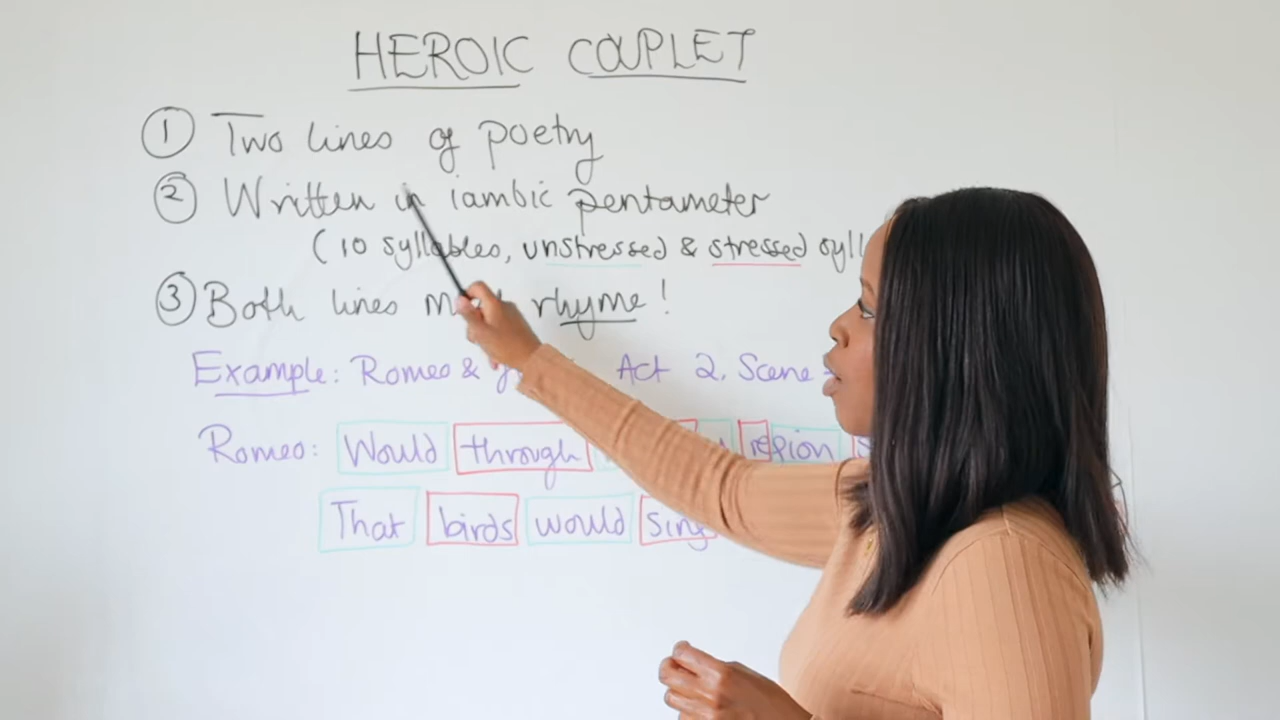 HEROIC COUPLET
① Two lines of poetry
② Written in iambic pentameter
(10 syllables, unstressed & stressed syll
③ Both lines rhyme!
Example: Romeo & Act 2, Scene
Romeo: Would through region
That birds would sing